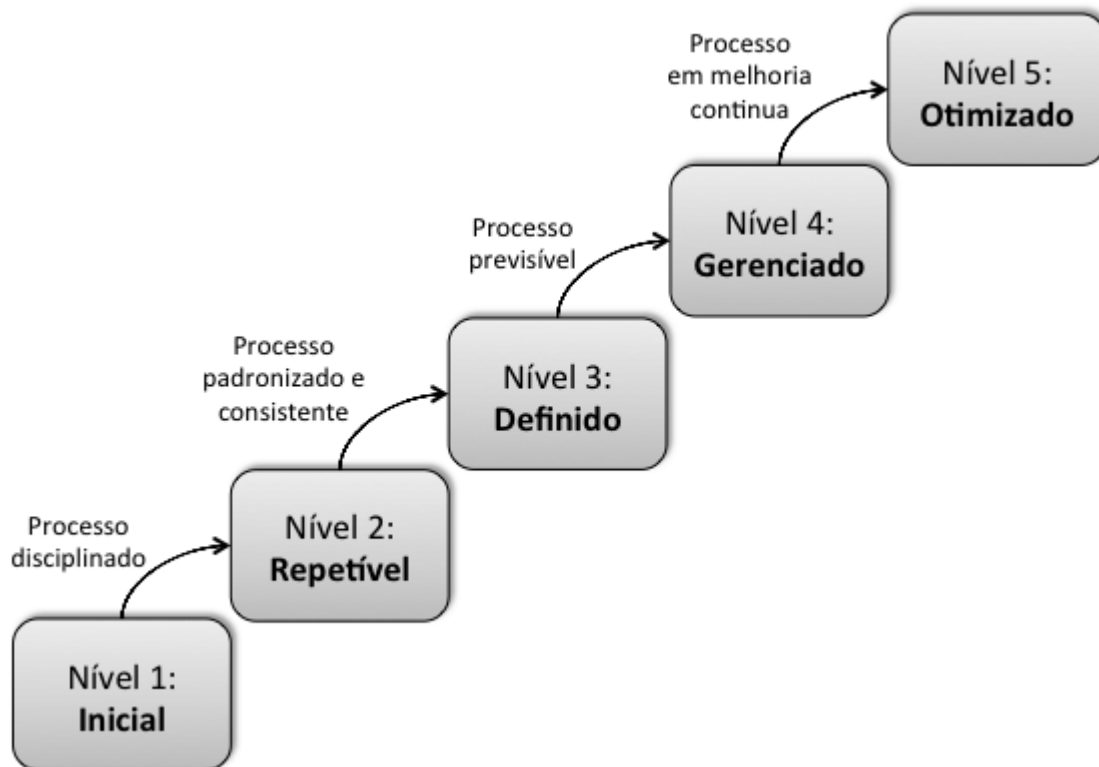 Processo
em melhoria
continua
Nível 5:
Otimizado
Processo
previsível
Nível 4:
Gerenciado
Processo
padronizado e
consistente
Nível 3:
Definido
Processo
disciplinado
Nível 2:
Repetível
Nível 1:
Inicial